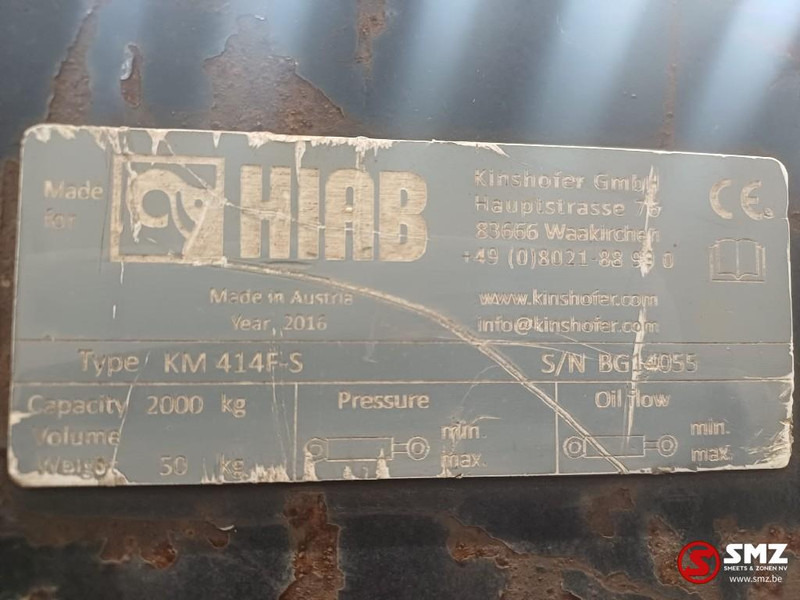 Made for
HIAB
Kinshofer GmbH
Hauptstrasse 76
83666 Waakirchen
+49 (0)8021-88 99 0
CE
Made in Austria
Year, 2016
www.kinshofer.com
info@kinshofer.com
Type KM 414F-S
S/N BG14055
Capacity 2000 kg
Volume
Weight 50 kg
Pressure
min.
max.
Oil flow
min.
max.
SMZ
SMEETS & ZONEN NV
www.smz.be